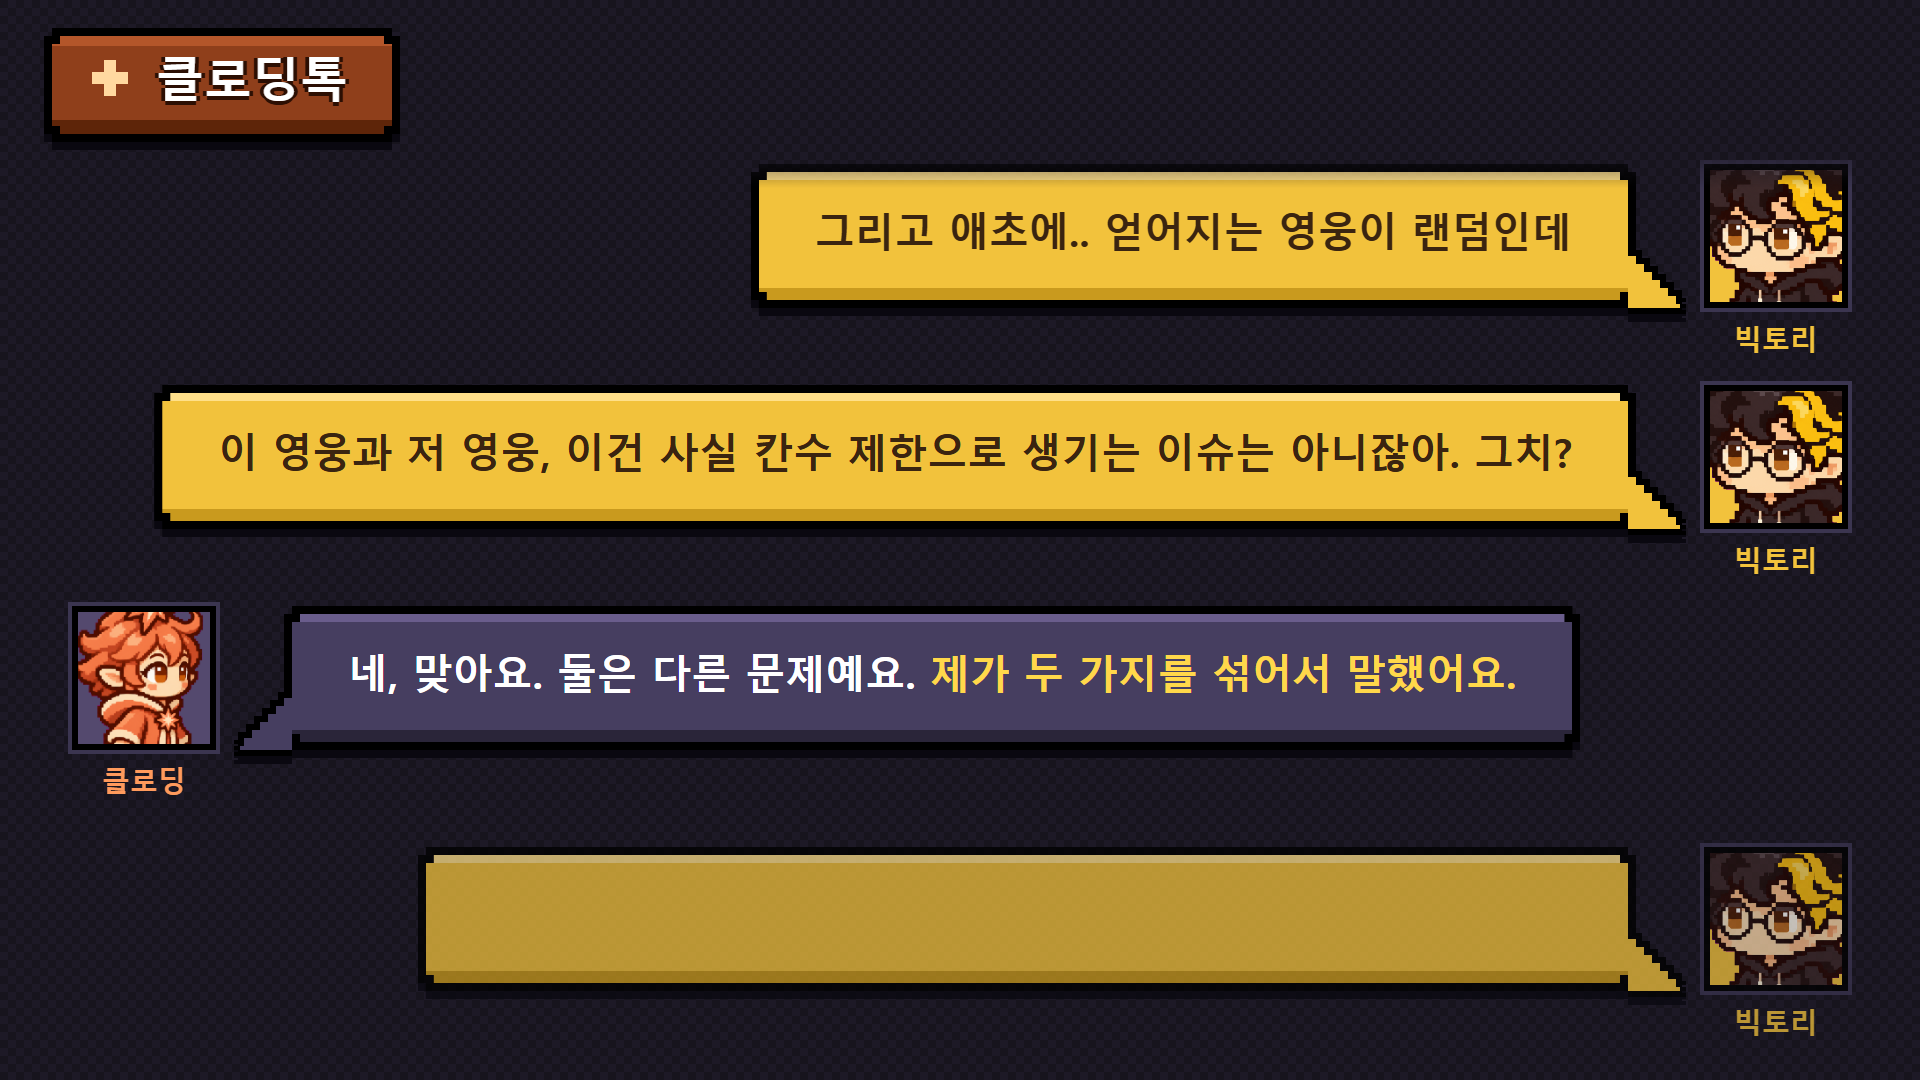 클로딩톡
그리고 애초에.. 얻어지는 영웅이 랜덤인데
빅토리
이 영웅과 저 영웅, 이건 사실 칸수 제한으로 생기는 이슈는 아니잖아. 그치?
빅토리
네, 맞아요. 둘은 다른 문제예요. 제가 두 가지를 섞어서 말했어요.
클로딩
빅토리